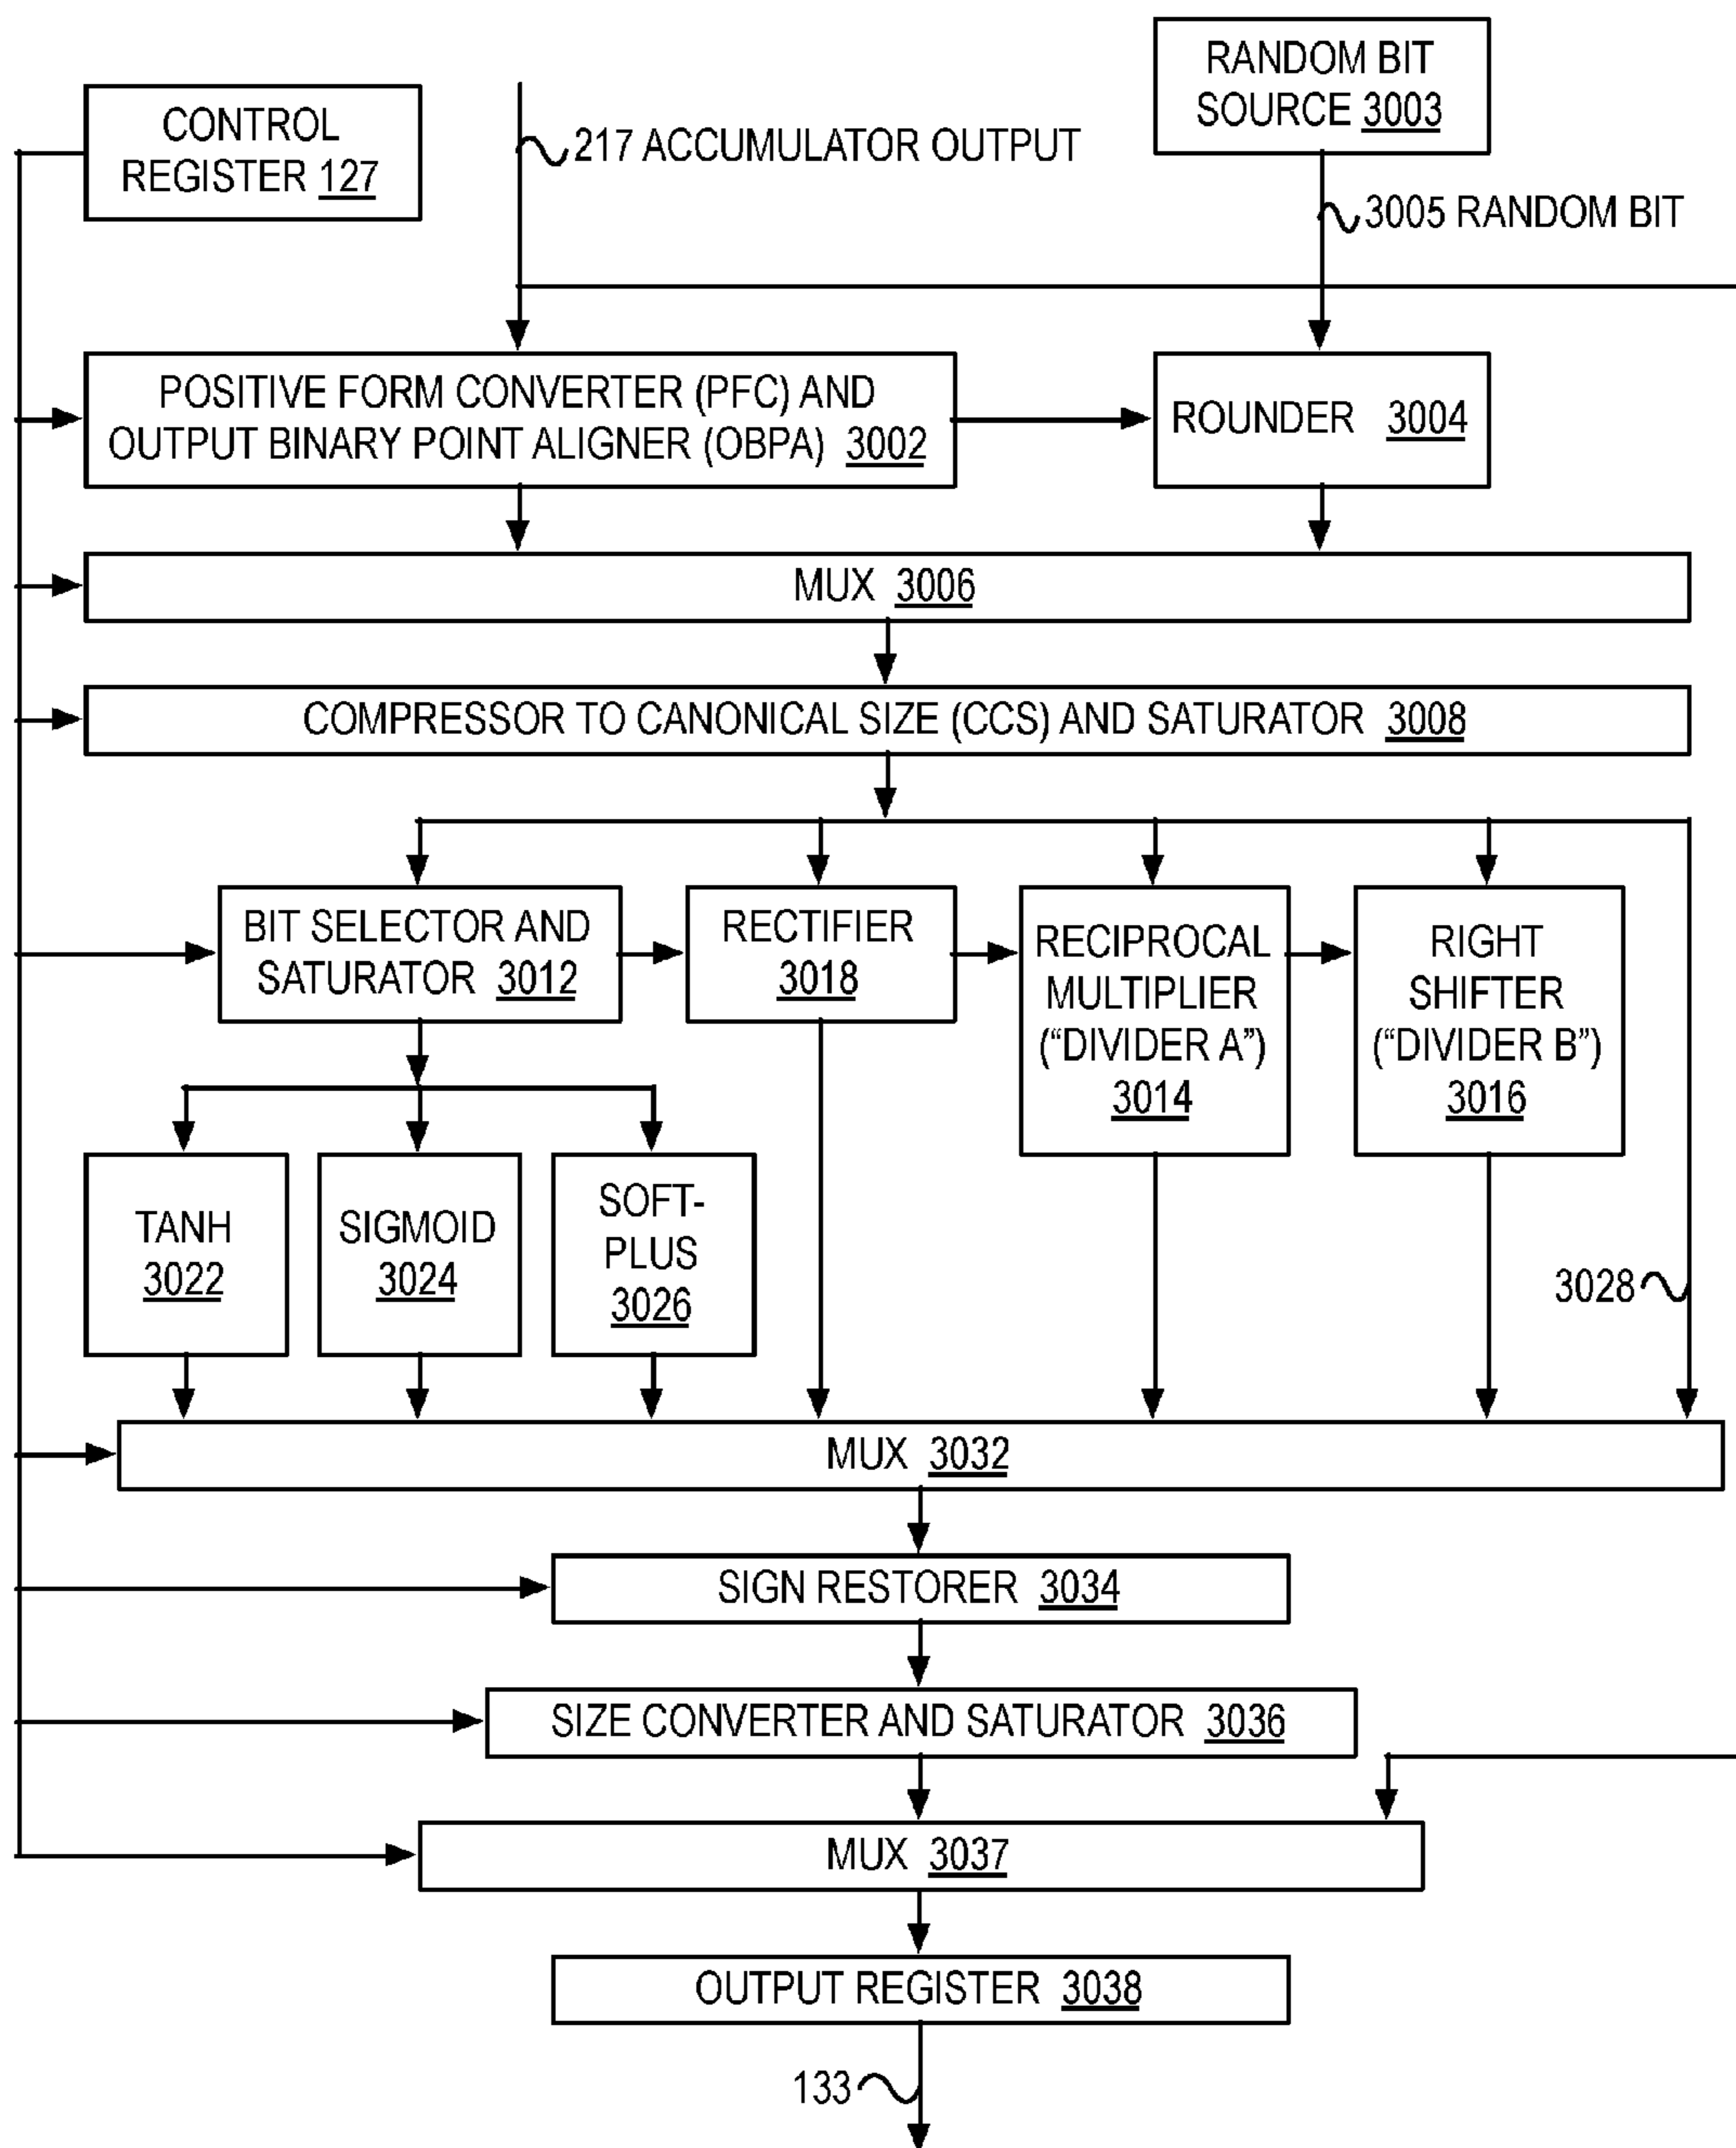 RANDOM BIT
SOURCE 3003
CONTROL
REGISTER 127
217 ACCUMULATOR OUTPUT
3005 RANDOM BIT
POSITIVE FORM CONVERTER (PFC) AND
OUTPUT BINARY POINT ALIGNER (OBPA) 3002
ROUNDER 3004
MUX 3006
COMPRESSOR TO CANONICAL SIZE (CCS) AND SATURATOR 3008
BIT SELECTOR AND
SATURATOR 3012
RECTIFIER
3018
RECIPROCAL
MULTIPLIER
(“DIVIDER A”)
3014
RIGHT
SHIFTER
(“DIVIDER B”)
3016
TANH
3022
SIGMOID
3024
SOFT-
PLUS
3026
3028
MUX 3032
SIGN RESTORER 3034
SIZE CONVERTER AND SATURATOR 3036
MUX 3037
OUTPUT REGISTER 3038
133